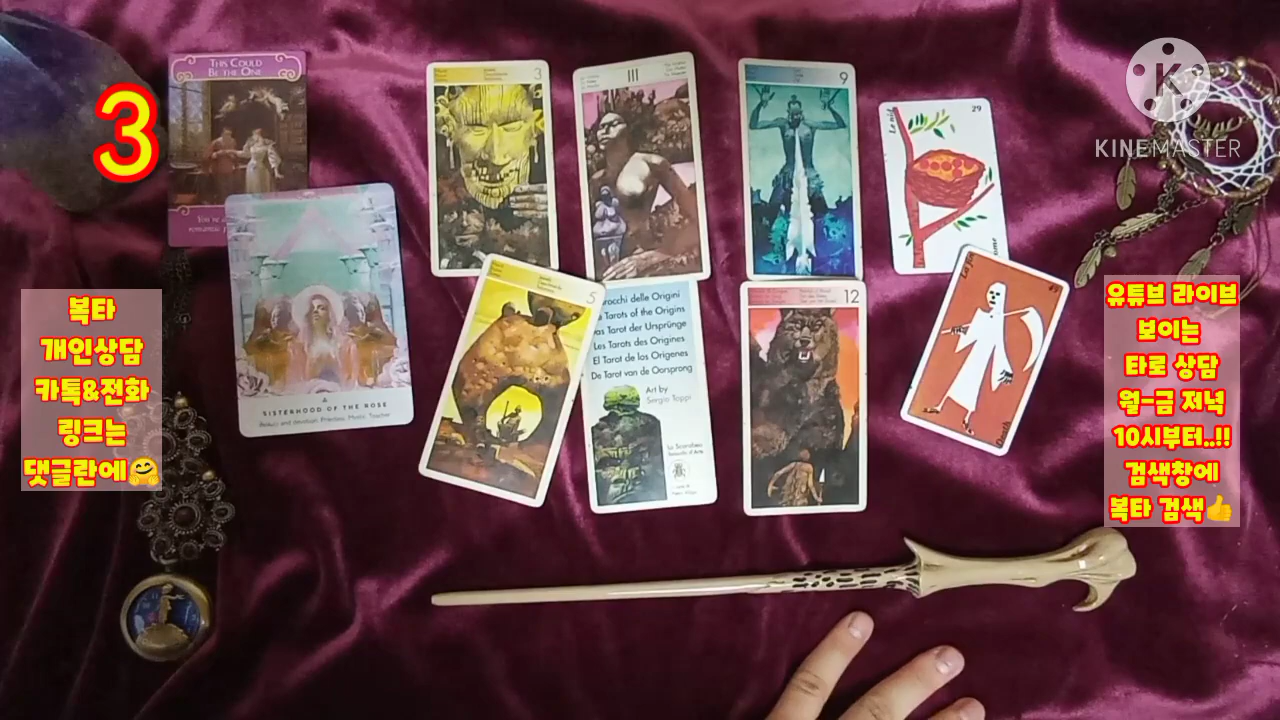 3
THIS COULD
BE THE ONE
SISTERHOOD OF THE ROSE
3
III
9
Le nid
29
5
Tarocchi delle Origini
Tarots of the Origins
Das Tarot der Ursprünge
Les Tarots des Origines
El Tarot de los Orígenes
De Tarot van de Oorsprong
Art by
Sergio Toppi
Lo Scarabeo
12
Death
KINEMASTER
복타
개인상담
카톡&전화
링크는
댓글란에🤗
유튜브 라이브
보이는
타로 상담
월-금 저녁
10시부터..!!
검색창에
복타 검색👍